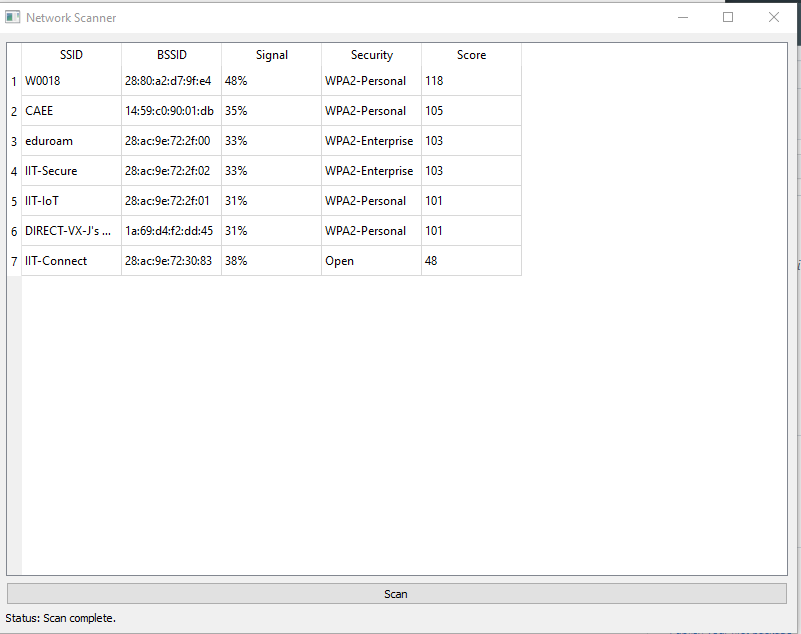 Network Scanner
SSID BSSID Signal Security Score
1 W0018 28:80:a2:d7:9f:e4 48% WPA2-Personal 118
2 CAEE 14:59:c0:90:01:db 35% WPA2-Personal 105
3 eduroam 28:ac:9e:72:2f:00 33% WPA2-Enterprise 103
4 IIT-Secure 28:ac:9e:72:2f:02 33% WPA2-Enterprise 103
5 IIT-IoT 28:ac:9e:72:2f:01 31% WPA2-Personal 101
6 DIRECT-VX-J's ... 1a:69:d4:f2:dd:45 31% WPA2-Personal 101
7 IIT-Connect 28:ac:9e:72:30:83 38% Open 48
Scan
Status: Scan complete.